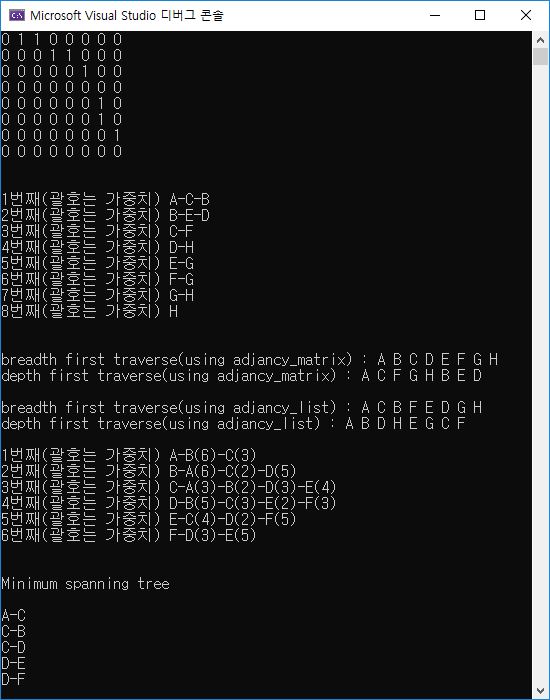 Microsoft Visual Studio 디버그 콘솔
0 1 1 0 0 0 0 0
0 0 0 1 1 0 0 0
0 0 0 0 0 1 0 0
0 0 0 0 0 0 0 0
0 0 0 0 0 0 1 0
0 0 0 0 0 0 1 0
0 0 0 0 0 0 0 1
0 0 0 0 0 0 0 0
1번째(괄호는 가중치) A-C-B
2번째(괄호는 가중치) B-E-D
3번째(괄호는 가중치) C-F
4번째(괄호는 가중치) D-H
5번째(괄호는 가중치) E-G
6번째(괄호는 가중치) F-G
7번째(괄호는 가중치) G-H
8번째(괄호는 가중치) H
breadth first traverse(using adjancy_matrix) : A B C D E F G H
depth first traverse(using adjancy_matrix) : A C F G H B E D
breadth first traverse(using adjancy_list) : A C B F E D G H
depth first traverse(using adjancy_list) : A B D H E G C F
1번째(괄호는 가중치) A-B(6)-C(3)
2번째(괄호는 가중치) B-A(6)-C(2)-D(5)
3번째(괄호는 가중치) C-A(3)-B(2)-D(3)-E(4)
4번째(괄호는 가중치) D-B(5)-C(3)-E(2)-F(3)
5번째(괄호는 가중치) E-C(4)-D(2)-F(5)
6번째(괄호는 가중치) F-D(3)-E(5)
Minimum spanning tree
A-C
C-B
C-D
D-E
D-F